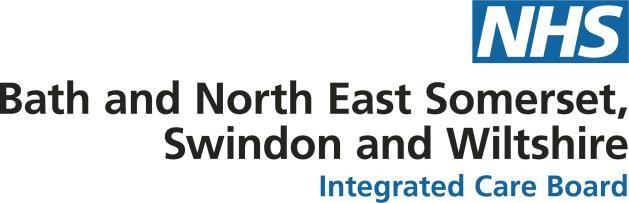 NHS
Bath and North East Somerset,
Swindon and Wiltshire
Integrated Care Board